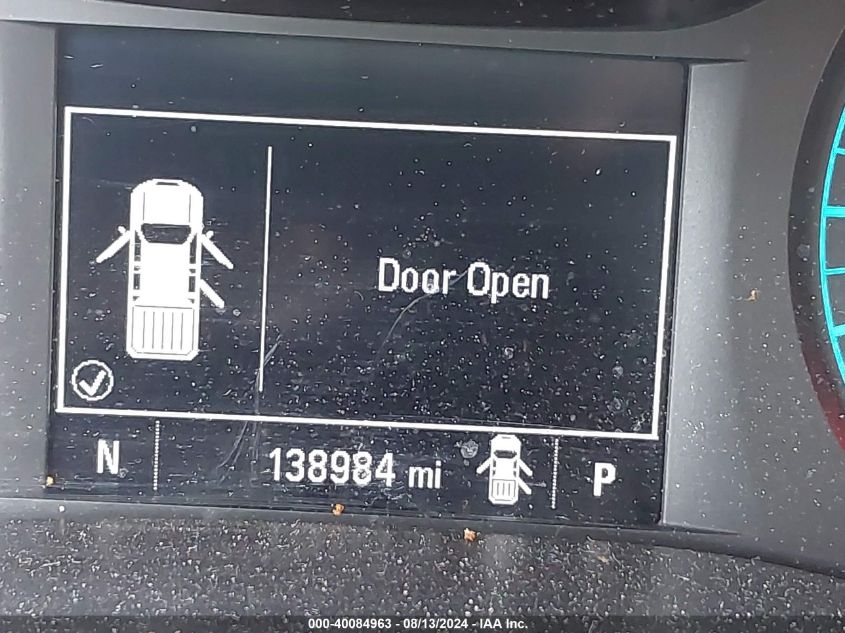 Door Open
N 138984 mi P
000-40084963 - 08/13/2024 - IAA Inc.